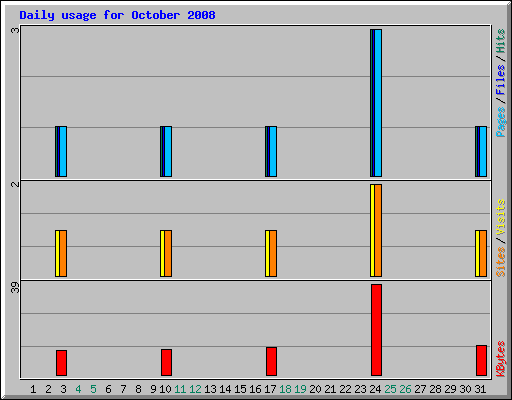 Daily usage for October 2008
3
Pages / Files / Hits
2
Sites / Visits
39
KBytes
1 2 3 4 5 6 7 8 9 10 11 12 13 14 15 16 17 18 19 20 21 22 23 24 25 26 27 28 29 30 31